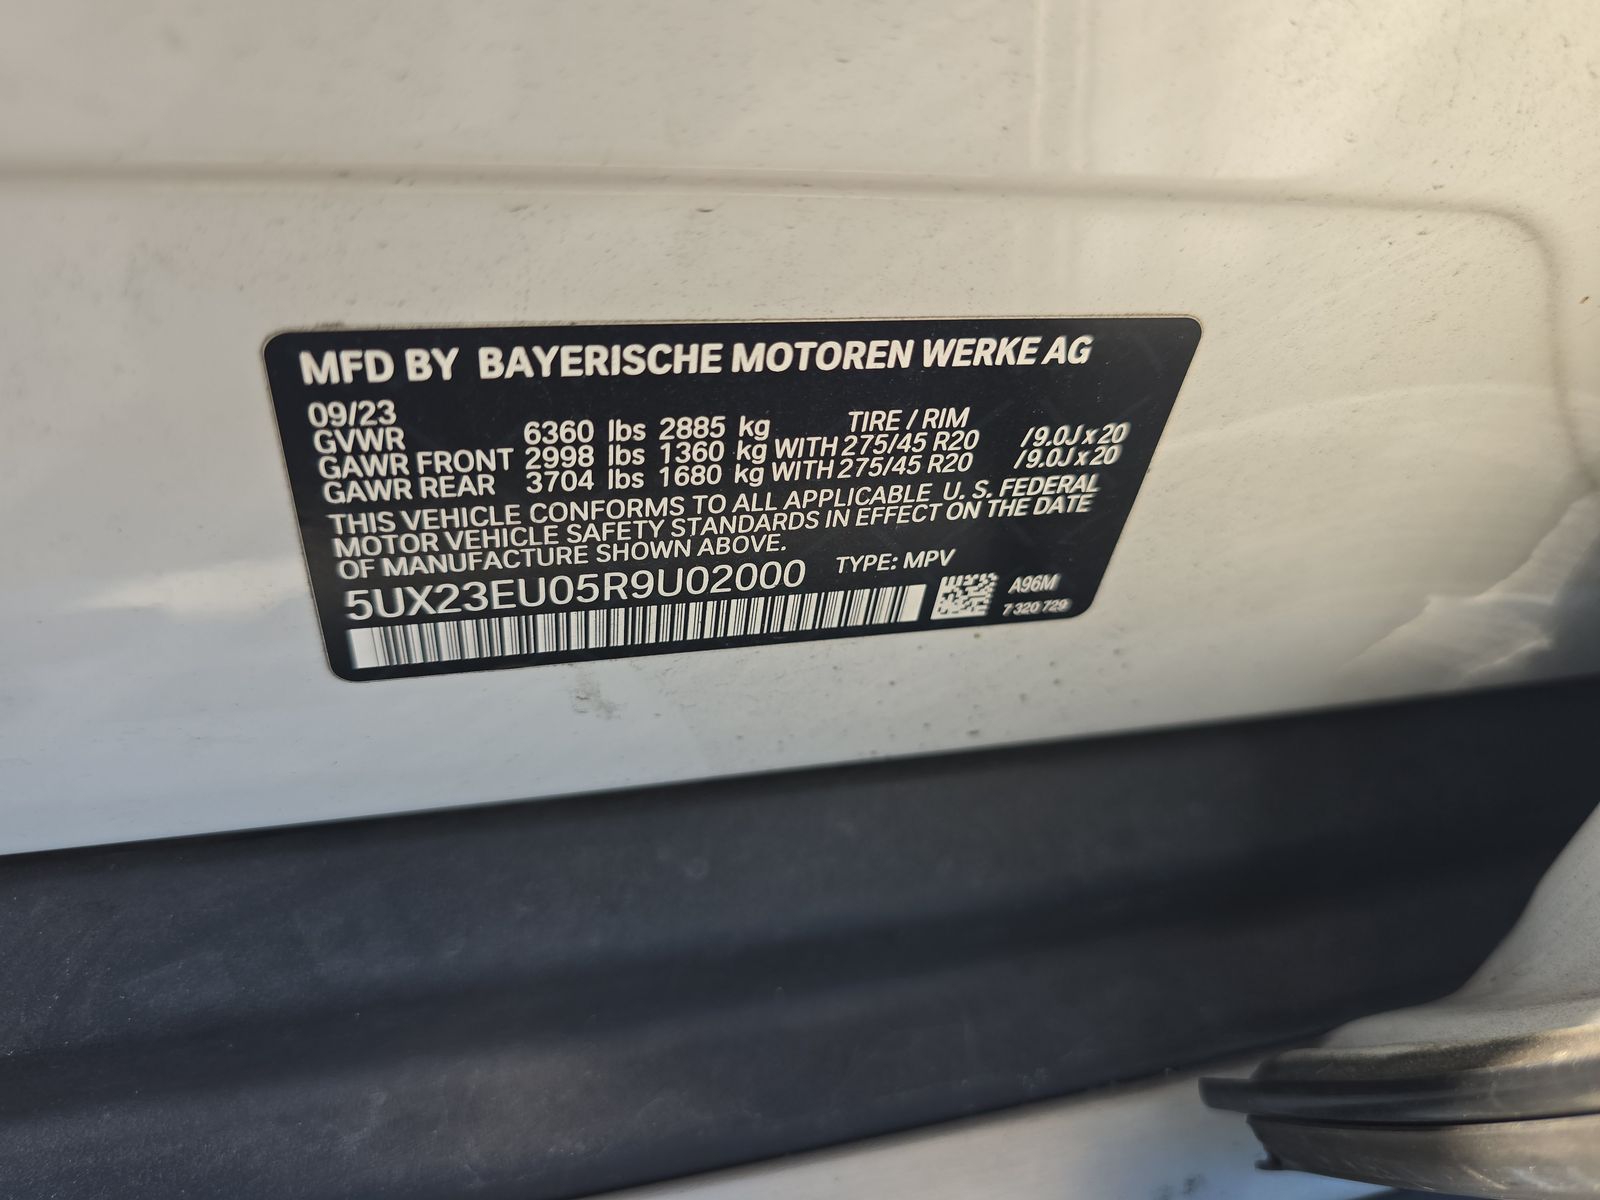 MFD BY BAYERISCHE MOTOREN WERKE AG
09/23 TIRE / RIM
GVWR 6360 lbs 2885 kg
GAWR FRONT 2998 lbs 1360 kg WITH 275/45 R20 /9.0J x 20
GAWR REAR 3704 lbs 1680 kg WITH 275/45 R20 /9.0J x 20
THIS VEHICLE CONFORMS TO ALL APPLICABLE U. S. FEDERAL
MOTOR VEHICLE SAFETY STANDARDS IN EFFECT ON THE DATE
OF MANUFACTURE SHOWN ABOVE.
5UX23EU05R9U02000 TYPE: MPV
A96M
7 320 729